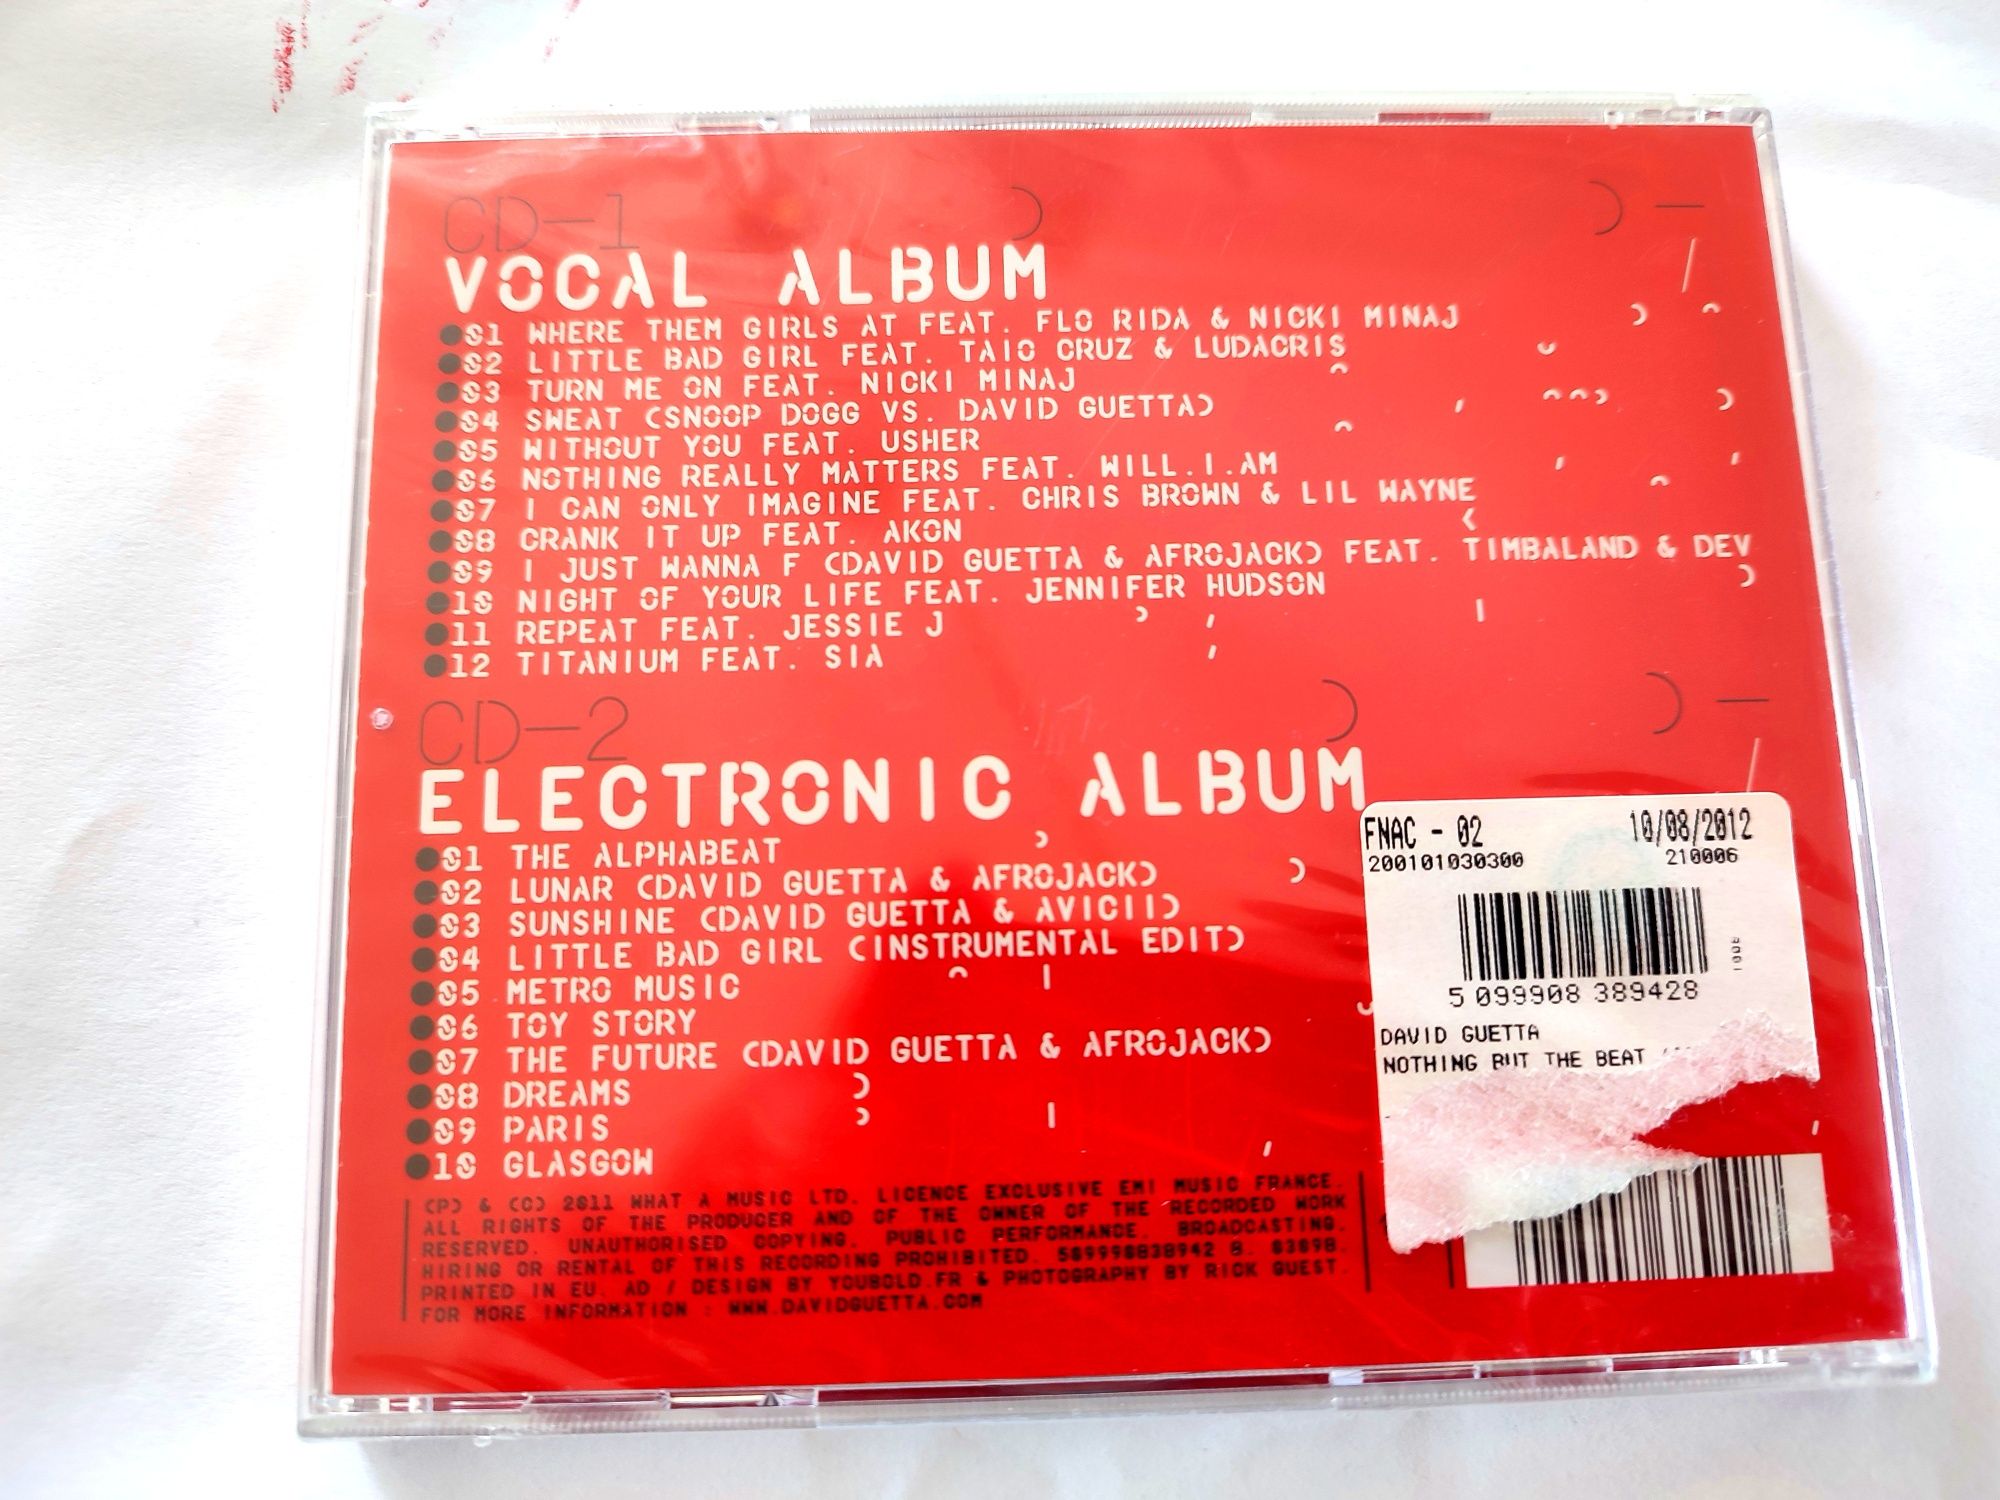 CD-1
VOCAL ALBUM
01 WHERE THEM GIRLS AT FEAT. FLO RIDA & NICKI MINAJ
02 LITTLE BAD GIRL FEAT. TAIO CRUZ & LUDACRIS
03 TURN ME ON FEAT. NICKI MINAJ
04 SWEAT (SNOOP DOGG VS. DAVID GUETTA)
05 WITHOUT YOU FEAT. USHER
06 NOTHING REALLY MATTERS FEAT. WILL.I.AM
07 I CAN ONLY IMAGINE FEAT. CHRIS BROWN & LIL WAYNE
08 CRANK IT UP FEAT. AKON
09 I JUST WANNA F (DAVID GUETTA & AFROJACK) FEAT. TIMBALAND & DEV
10 NIGHT OF YOUR LIFE FEAT. JENNIFER HUDSON
11 REPEAT FEAT. JESSIE J
12 TITANIUM FEAT. SIA
CD-2
ELECTRONIC ALBUM
01 THE ALPHABEAT
02 LUNAR (DAVID GUETTA & AFROJACK)
03 SUNSHINE (DAVID GUETTA & AVICII)
04 LITTLE BAD GIRL (INSTRUMENTAL EDIT)
05 METRO MUSIC
06 TOY STORY
07 THE FUTURE (DAVID GUETTA & AFROJACK)
08 DREAMS
09 PARIS
10 GLASGOW
(P) & (C) 2011 WHAT A MUSIC LTD. LICENCE EXCLUSIVE EMI MUSIC FRANCE.
ALL RIGHTS OF THE PRODUCER AND OF THE OWNER OF THE RECORDED WORK
RESERVED. UNAUTHORISED COPYING, PUBLIC PERFORMANCE, BROADCASTING,
HIRING OR RENTAL OF THIS RECORDING PROHIBITED. 509990838942 8.
PRINTED IN EU. AD / DESIGN BY YOUBOLD.FR & PHOTOGRAPHY BY RICK GUEST.
FOR MORE INFORMATION : WWW.DAVIDGUETTA.COM
FNAC - 02 10/08/2012
200101030300 210006
1008
5 099908 389428
DAVID GUETTA
NOTHING BUT THE BEAT